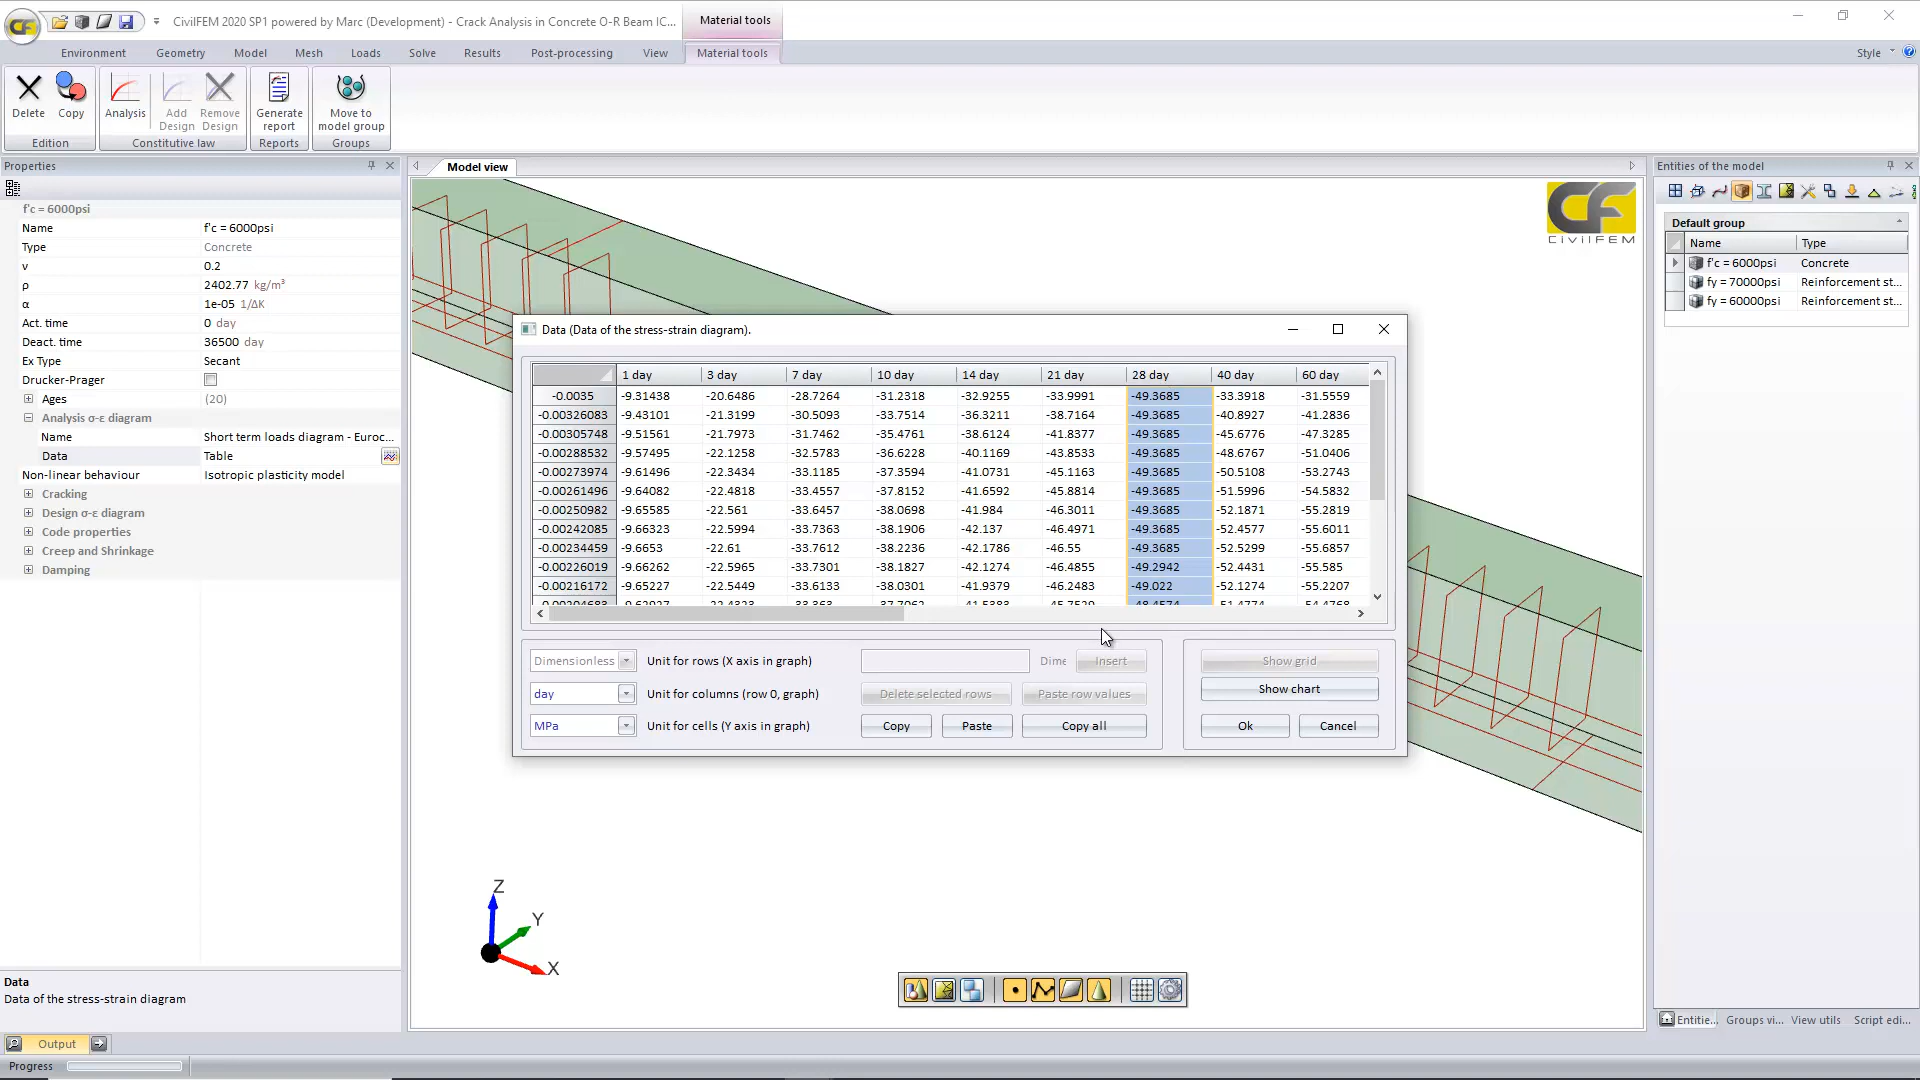 CivilFEM 2020 SP1 powered by Marc (Development) - Crack Analysis in Concrete O-R Beam IC...
Material tools
Environment Geometry Model Mesh Loads Solve Results Post-processing View Material tools Style
Delete Copy Analysis Add Design Remove Design Generate report Move to model group
Edition Constitutive law Reports Groups
Properties
Model view
Entities of the model
f'c = 6000psi
Name f'c = 6000psi
Type Concrete
ν 0.2
ρ 2402.77 kg/m³
α 1e-05 1/ΔK
Act. time 0 day
Deact. time 36500 day
Ex Type Secant
Drucker-Prager
Ages (20)
Analysis σ-ε diagram
Name Short term loads diagram - Euroc...
Data Table
Non-linear behaviour Isotropic plasticity model
Cracking
Design σ-ε diagram
Code properties
Creep and Shrinkage
Damping
CF
CIVILFEM
Default group
Name Type
f'c = 6000psi Concrete
fy = 70000psi Reinforcement st...
fy = 60000psi Reinforcement st...
Data (Data of the stress-strain diagram).
1 day 3 day 7 day 10 day 14 day 21 day 28 day 40 day 60 day
-0.0035 -9.31438 -20.6486 -28.7264 -31.2318 -32.9255 -33.9991 -49.3685 -33.3918 -31.5559
-0.00326083 -9.43101 -21.3199 -30.5093 -33.7514 -36.3211 -38.7164 -49.3685 -40.8927 -41.2836
-0.00305748 -9.51561 -21.7973 -31.7462 -35.4761 -38.6124 -41.8377 -49.3685 -45.6776 -47.3285
-0.00288532 -9.57495 -22.1258 -32.5783 -36.6228 -40.1169 -43.8533 -49.3685 -48.6767 -51.0406
-0.00273974 -9.61496 -22.3434 -33.1185 -37.3594 -41.0731 -45.1163 -49.3685 -50.5108 -53.2743
-0.00261496 -9.64082 -22.4818 -33.4557 -37.8152 -41.6592 -45.8814 -49.3685 -51.5996 -54.5832
-0.00250982 -9.65585 -22.561 -33.6457 -38.0698 -41.984 -46.3011 -49.3685 -52.1871 -55.2819
-0.00242085 -9.66323 -22.5994 -33.7363 -38.1906 -42.137 -46.4971 -49.3685 -52.4577 -55.6011
-0.00234459 -9.6653 -22.61 -33.7612 -38.2236 -42.1786 -46.55 -49.3685 -52.5299 -55.6857
-0.00226019 -9.66262 -22.5965 -33.7301 -38.1827 -42.1274 -46.4855 -49.2942 -52.4431 -55.585
-0.00216172 -9.65227 -22.5449 -33.6133 -38.0301 -41.9379 -46.2483 -49.022 -52.1274 -55.2207
Dimensionless Unit for rows (X axis in graph) Dime Insert Show grid
day Unit for columns (row 0, graph) Delete selected rows Paste row values Show chart
MPa Unit for cells (Y axis in graph) Copy Paste Copy all Ok Cancel
Z
Y
X
Data
Data of the stress-strain diagram
Entitie... Groups vi... View utils Script edi...
Output
Progress